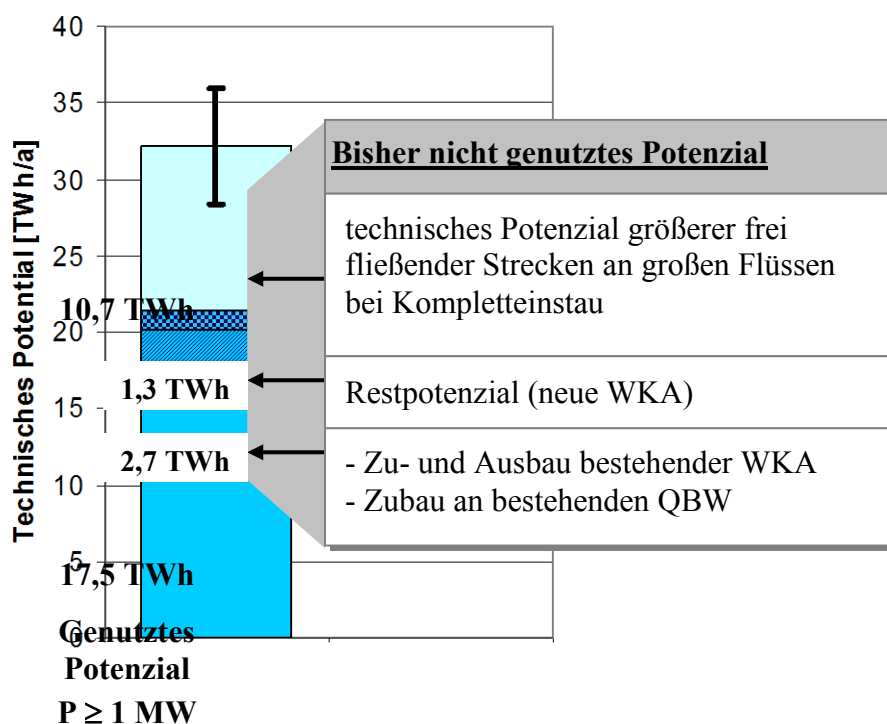 Technisches Potential [TWh/a]
40
35
30
25
20
15
10
5
0
10,7 TWh
1,3 TWh
2,7 TWh
17,5 TWh
Genutztes
Potenzial
P ≥ 1 MW
Bisher nicht genutztes Potenzial
technisches Potenzial größerer frei
fließender Strecken an großen Flüssen
bei Kompletteinstau
Restpotenzial (neue WKA)
- Zu- und Ausbau bestehender WKA
- Zubau an bestehenden QBW